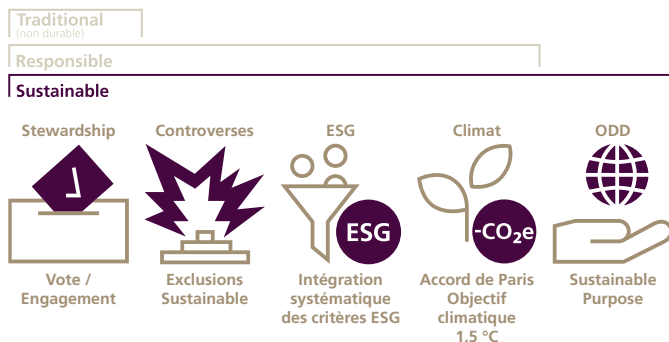 Traditional
(non durable)
Responsible
Sustainable
Stewardship
Controverses
ESG
Climat
ODD
ESG
-CO₂e
Vote /
Engagement
Exclusions
Sustainable
Intégration
systématique
des critères ESG
Accord de Paris
Objectif
climatique
1,5 °C
Sustainable
Purpose